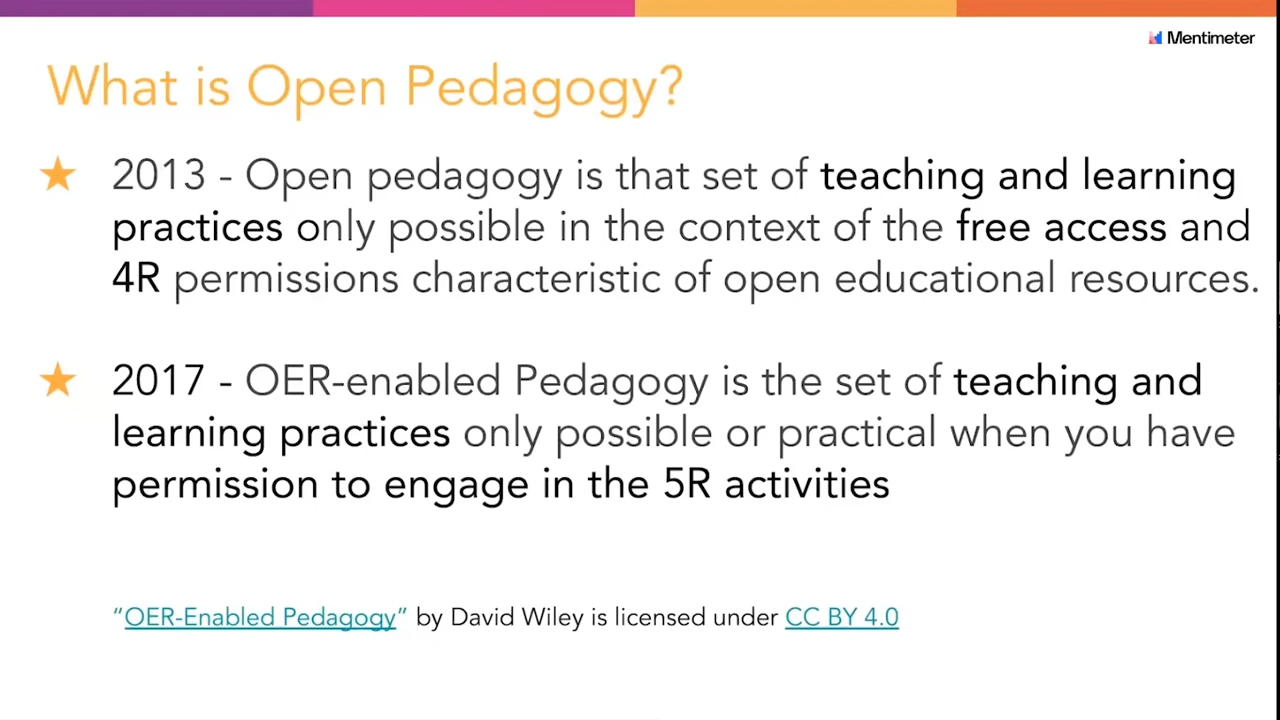 Mentimeter
What is Open Pedagogy?
★ 2013 - Open pedagogy is that set of teaching and learning
practices only possible in the context of the free access and
4R permissions characteristic of open educational resources.
★ 2017 - OER-enabled Pedagogy is the set of teaching and
learning practices only possible or practical when you have
permission to engage in the 5R activities
“OER-Enabled Pedagogy” by David Wiley is licensed under CC BY 4.0